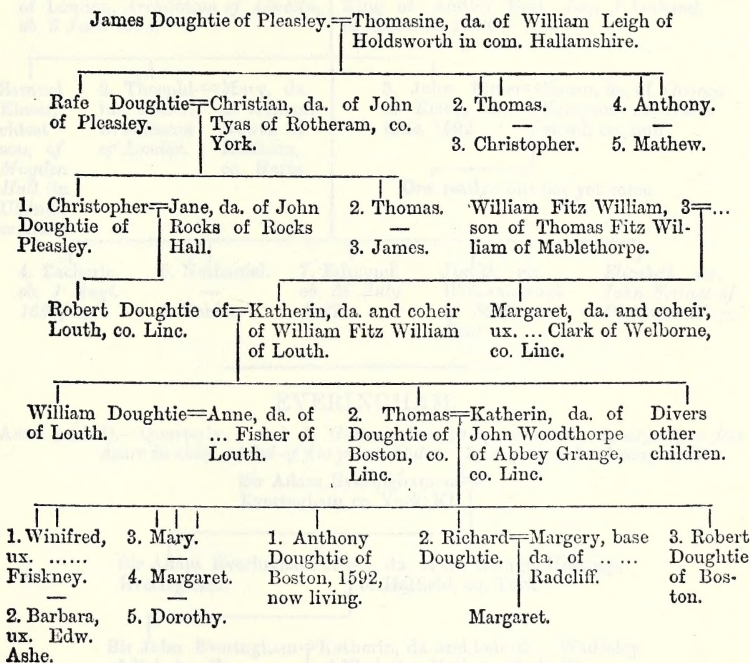 James Doughtie of Pleasley.=Thomasine, da. of William Leigh of
Holdsworth in com. Hallamshire.
Rafe Doughtie=Christian, da. of John
of Pleasley. Tyas of Rotheram, co.
York.
2. Thomas. 4. Anthony.
—
3. Christopher. 5. Mathew.
1. Christopher=Jane, da. of John
Doughtie of Rocks of Rocks
Pleasley. Hall.
2. Thomas.
—
3. James.
William Fitz William, 3=...
son of Thomas Fitz Wil-
liam of Mablethorpe.
Robert Doughtie of=Katherin, da. and coheir
Louth, co. Linc. of William Fitz William
of Louth.
Margaret, da. and coheir,
ux. ... Clark of Welborne,
co. Linc.
William Doughtie=Anne, da. of
of Louth. ... Fisher of
Louth.
2. Thomas=Katherin, da. of
Doughtie of John Woodthorpe
Boston, co. of Abbey Grange,
Linc. co. Linc.
Divers
other
children.
1. Winifred,
ux. ......
Friskney.
—
2. Barbara,
ux. Edw.
Ashe.
3. Mary.
—
4. Margaret.
—
5. Dorothy.
1. Anthony
Doughtie of
Boston, 1592,
now living.
2. Richard=Margery, base
Doughtie. da. of ......
Radcliff.
Margaret.
3. Robert
Doughtie
of Bos-
ton.